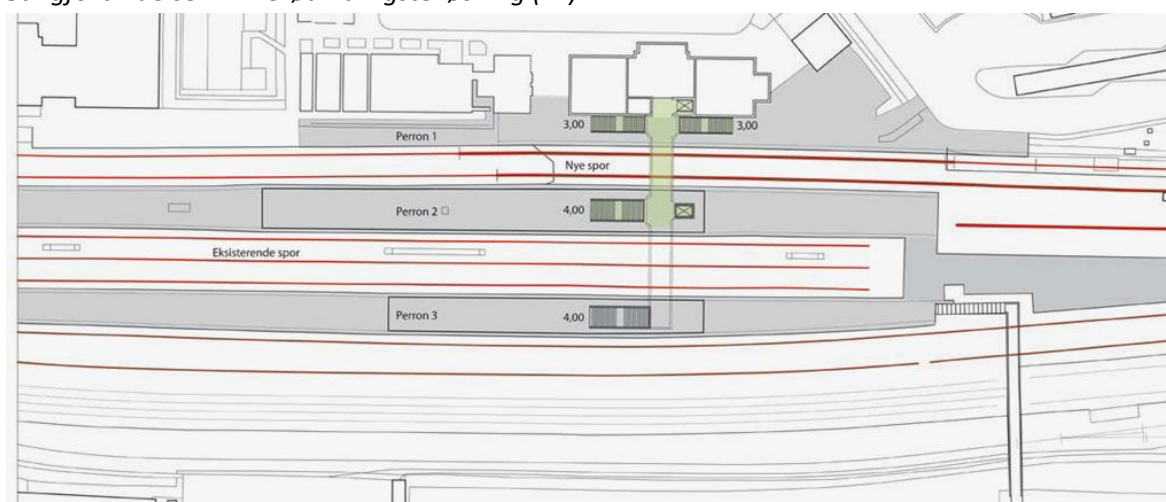 3,00
3,00
Perron 1
Nye spor
Perron 2
4,00
Eksisterende spor
Perron 3
4,00